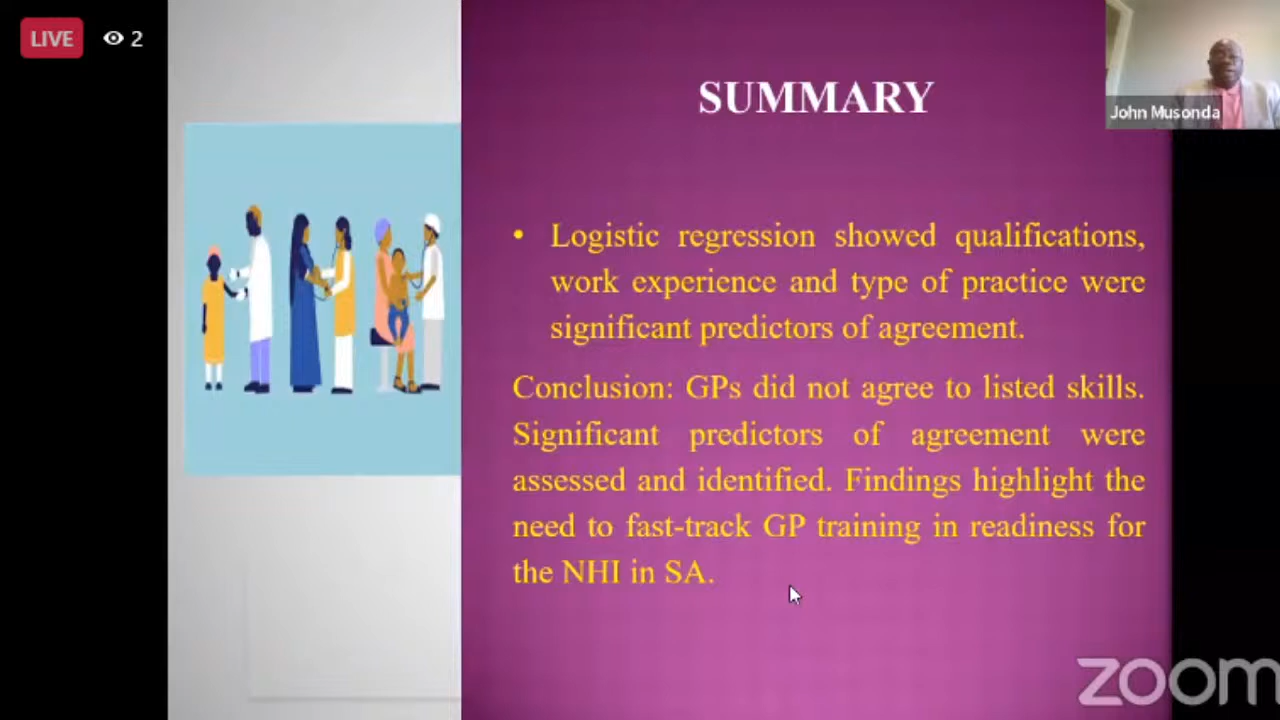 LIVE 2
SUMMARY
John Musonda
• Logistic regression showed qualifications,
work experience and type of practice were
significant predictors of agreement.
Conclusion: GPs did not agree to listed skills.
Significant predictors of agreement were
assessed and identified. Findings highlight the
need to fast-track GP training in readiness for
the NHI in SA.
zoom